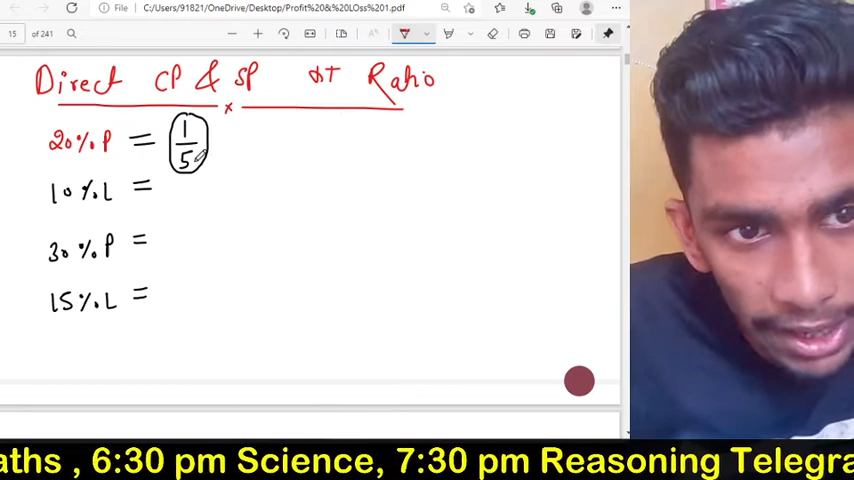 File
C:/Users/91821/OneDrive/Desktop/Profit%20&%20LOss%201.pdf
15 of 241
Direct CP & SP का Ratio
x
20%P = 1/5
10%L =
30%P =
15%L =
aths , 6:30 pm Science, 7:30 pm Reasoning Telegra